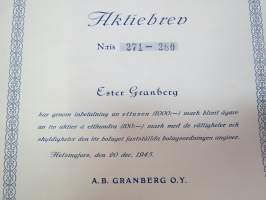 Aktiebrev
N:ris 271-280
Ester Granberg
har genom inbetalning av ettusen (1000:—) mark blivit ägare
av tio aktier á etthundra (100:—) mark med de rättigheter och
skyldigheter den för bolaget fastställda bolagsordningen angiver.
Helsingfors, den 20 dec. 1945.
A.B. GRANBERG O.Y.